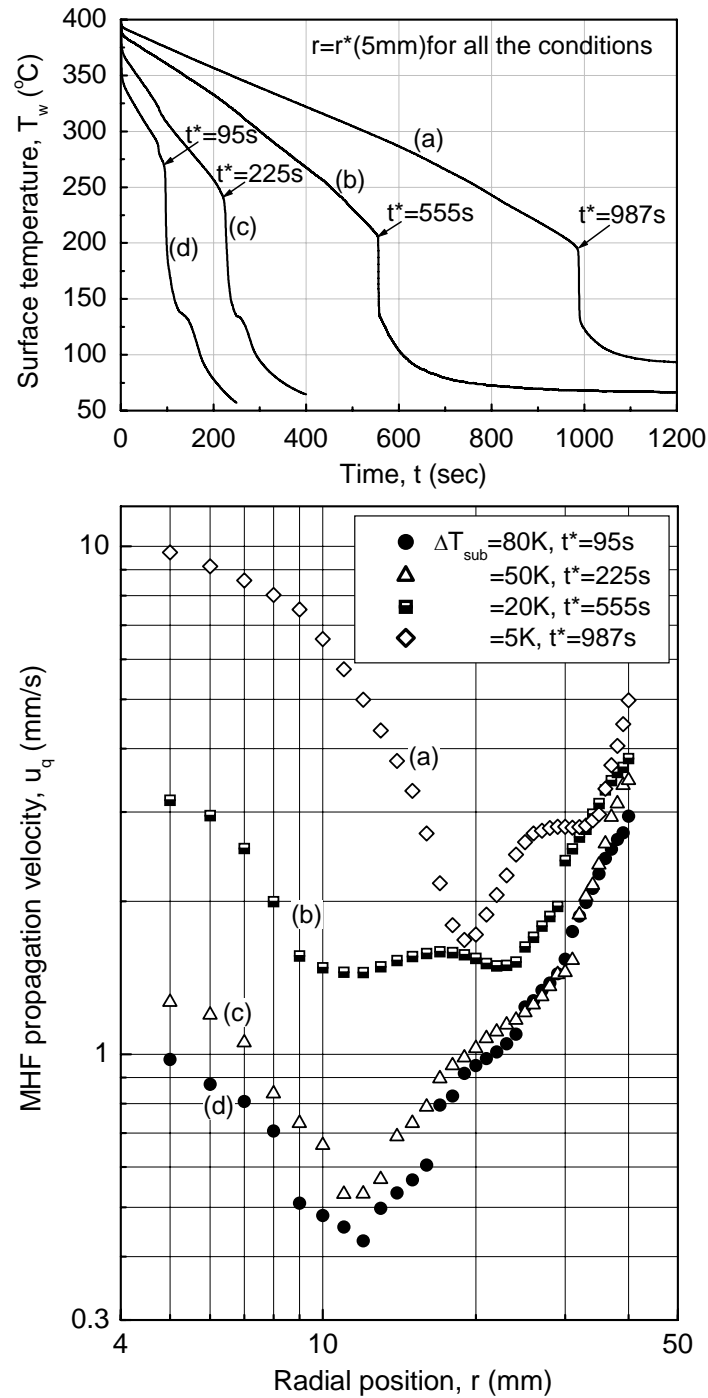 r=r*(5mm)for all the conditions
400
350
300
250
200
150
100
50
Surface temperature, T_w (°C)
(a)
t*=95s
t*=225s
(b)
t*=555s
t*=987s
(d)
(c)
0 200 400 600 800 1000 1200
Time, t (sec)
10
1
0.3
MHF propagation velocity, u_q (mm/s)
ΔT_sub=80K, t*=95s
=50K, t*=225s
=20K, t*=555s
=5K, t*=987s
(a)
(b)
(c)
(d)
4 10 50
Radial position, r (mm)